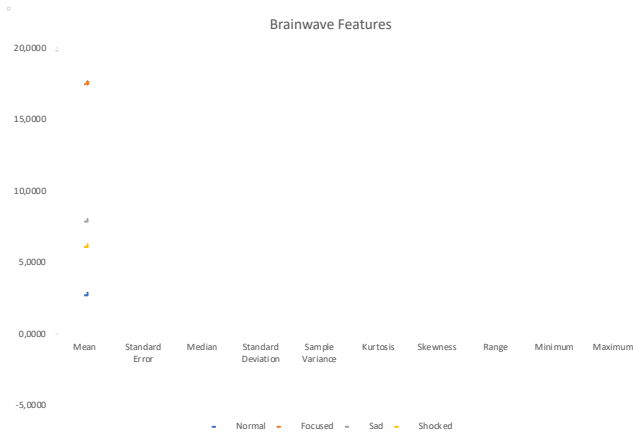 Brainwave Features
20,0000
15,0000
10,0000
5,0000
0,0000
Mean Standard Error Median Standard Deviation Sample Variance Kurtosis Skewness Range Minimum Maximum
-5,0000
Normal Focused Sad Shocked